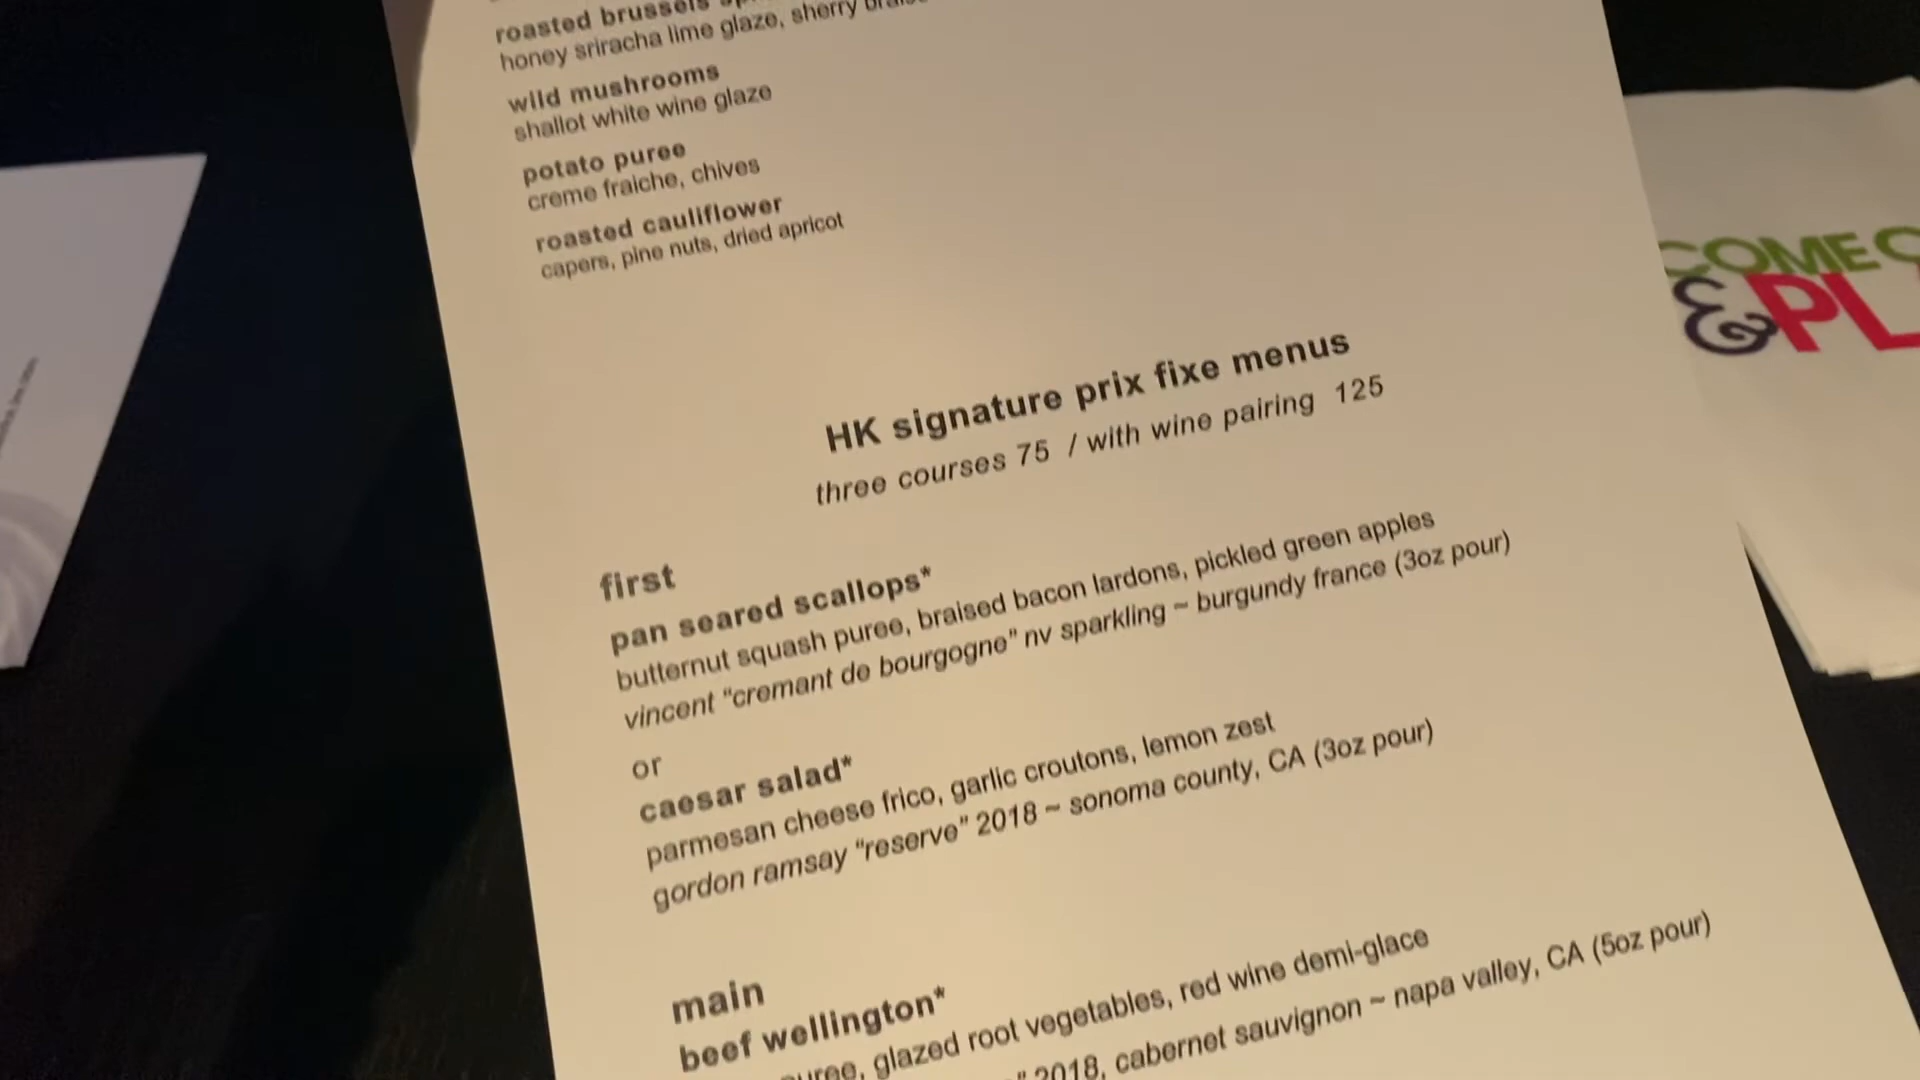 roasted brussels
honey sriracha lime glaze, sherry
wild mushrooms
shallot white wine glaze
potato puree
creme fraiche, chives
roasted cauliflower
capers, pine nuts, dried apricot
HK signature prix fixe menus
three courses 75 / with wine pairing 125
first
pan seared scallops*
butternut squash puree, braised bacon lardons, pickled green apples
vincent "cremant de bourgogne" nv sparkling ~ burgundy france (3oz pour)
or
caesar salad*
parmesan cheese frico, garlic croutons, lemon zest
gordon ramsay "reserve" 2018 ~ sonoma county, CA (3oz pour)
main
beef wellington*
puree, glazed root vegetables, red wine demi-glace
" 2018, cabernet sauvignon ~ napa valley, CA (5oz pour)
COME
&PL